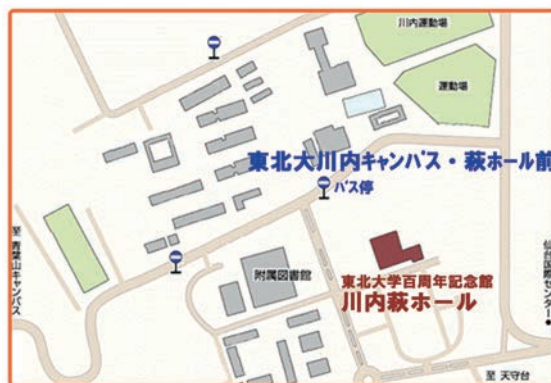 川内運動場
運動場
東北大川内キャンパス・萩ホール前
バス停
至 青葉山キャンパス
附属図書館
東北大学百周年記念館
川内萩ホール
仙台国際センター
至 天守台